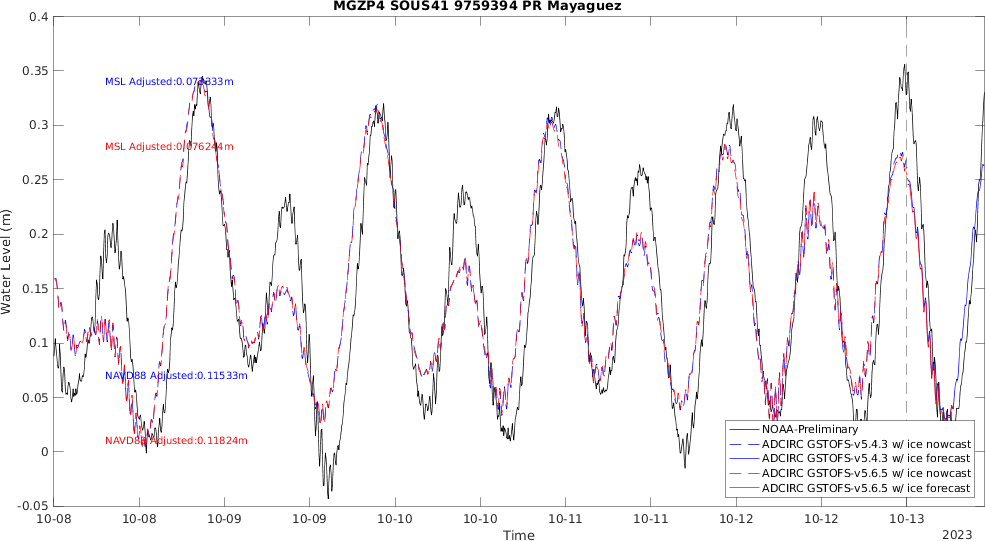 MGZP4 SOUS41 9759394 PR Mayaguez
0.4
0.35
0.3
0.25
0.2
0.15
0.1
0.05
0
-0.05
Water Level (m)
MSL Adjusted:0.073333m
MSL Adjusted:0.076244m
NAVD88 Adjusted:0.11533m
NAVD88 Adjusted:0.11824m
NOAA-Preliminary
ADCIRC GSTOFS-v5.4.3 w/ ice nowcast
ADCIRC GSTOFS-v5.4.3 w/ ice forecast
ADCIRC GSTOFS-v5.6.5 w/ ice nowcast
ADCIRC GSTOFS-v5.6.5 w/ ice forecast
10-08 10-08 10-09 10-09 10-10 10-10 10-11 10-11 10-12 10-12 10-13
Time
2023